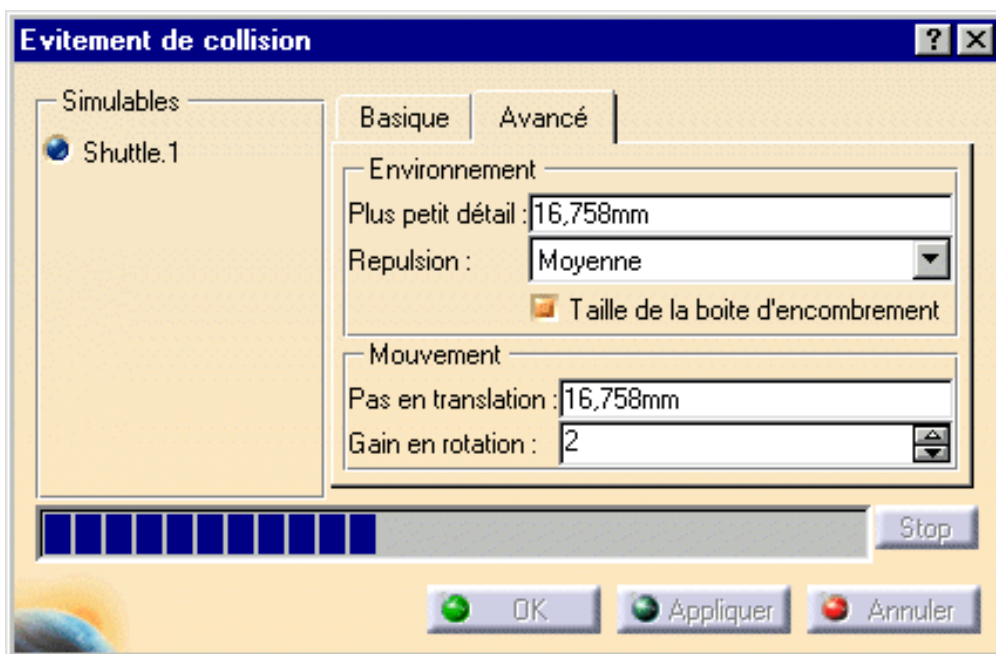 Evitement de collision
Simulables
Shuttle.1
Basique
Avancé
Environnement
Plus petit détail : 16,758mm
Repulsion : Moyenne
Taille de la boite d'encombrement
Mouvement
Pas en translation : 16,758mm
Gain en rotation : 2
Stop
OK
Appliquer
Annuler